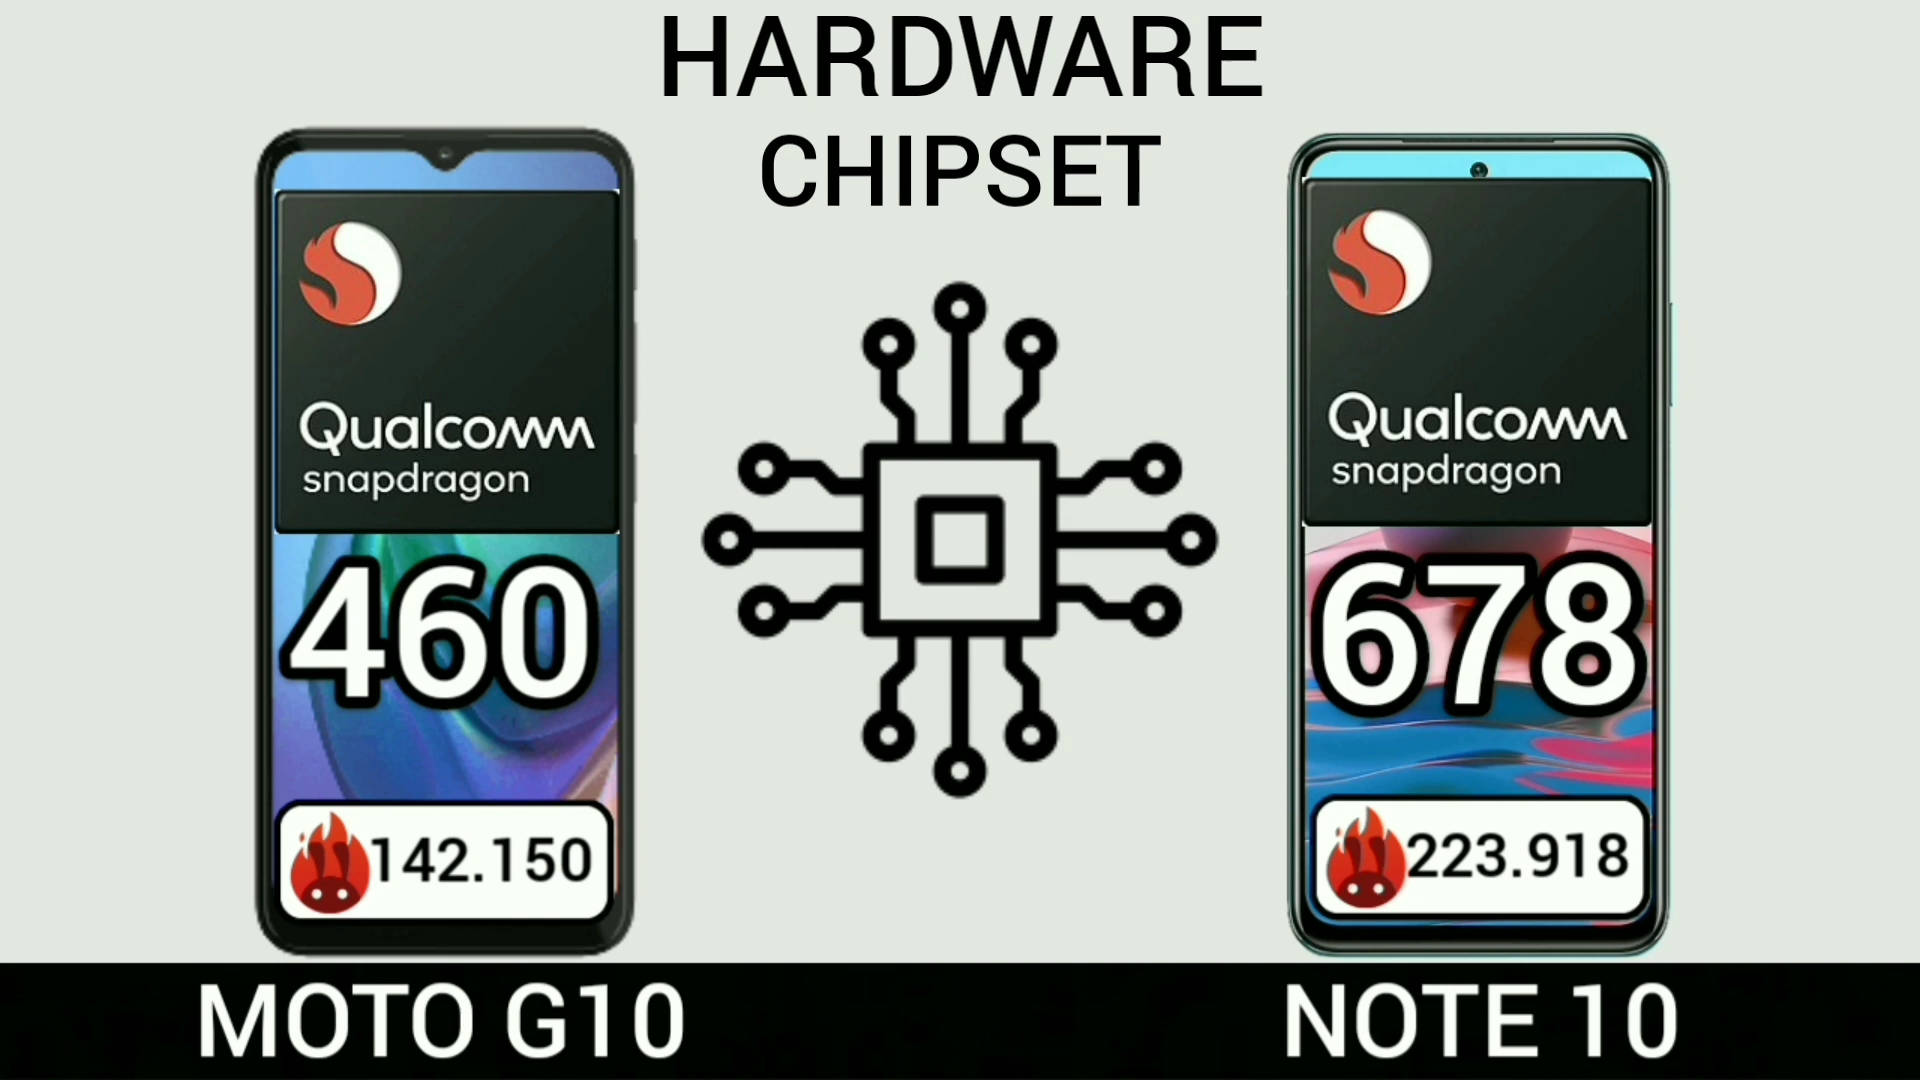 HARDWARE
CHIPSET
Qualcomm
snapdragon
460
142.150
Qualcomm
snapdragon
678
223.918
MOTO G10
NOTE 10